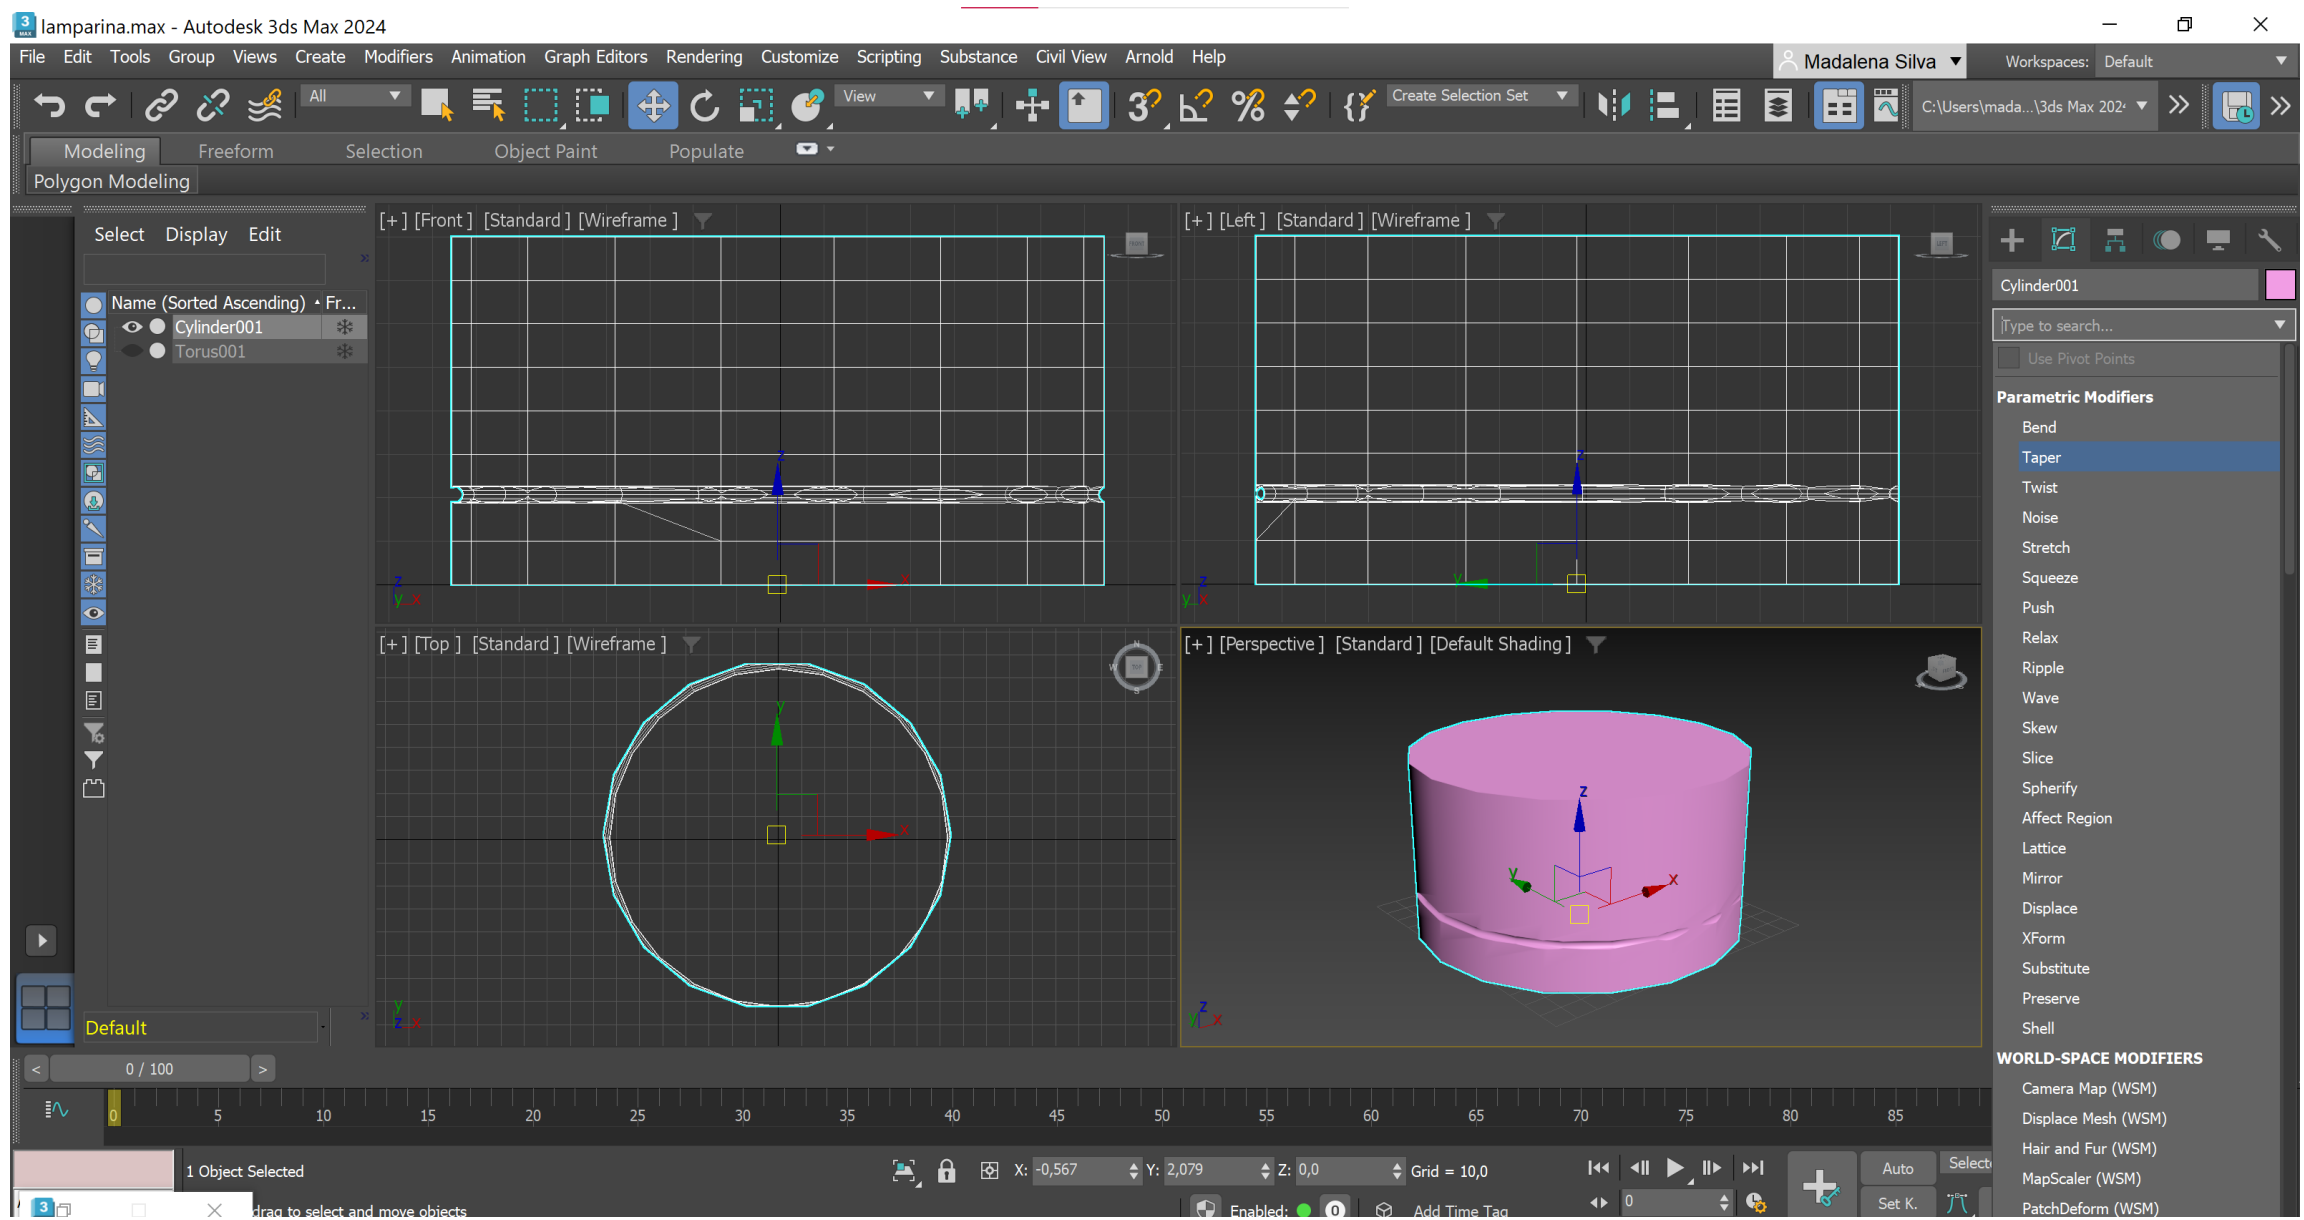 lamparina.max - Autodesk 3ds Max 2024
File Edit Tools Group Views Create Modifiers Animation Graph Editors Rendering Customize Scripting Substance Civil View Arnold Help
Madalena Silva
Workspaces: Default
All
View
Create Selection Set
C:\Users\mada...\3ds Max 202
Modeling Freeform Selection Object Paint Populate
Polygon Modeling
Select Display Edit
Name (Sorted Ascending) Fr...
Cylinder001
Torus001
Default
[+] [Front] [Standard] [Wireframe]
FRONT
z
x
z
y x
[+] [Left] [Standard] [Wireframe]
LEFT
z
y
z
y x
[+] [Top] [Standard] [Wireframe]
N
W TOP E
S
y
x
y
z x
[+] [Perspective] [Standard] [Default Shading]
z
y x
z
y x
Cylinder001
Type to search...
Use Pivot Points
Parametric Modifiers
Bend
Taper
Twist
Noise
Stretch
Squeeze
Push
Relax
Ripple
Wave
Skew
Slice
Spherify
Affect Region
Lattice
Mirror
Displace
XForm
Substitute
Preserve
Shell
WORLD-SPACE MODIFIERS
Camera Map (WSM)
Displace Mesh (WSM)
Hair and Fur (WSM)
MapScaler (WSM)
PatchDeform (WSM)
< 0 / 100 >
0 5 10 15 20 25 30 35 40 45 50 55 60 65 70 75 80 85
1 Object Selected
X: -0,567 Y: 2,079 Z: 0,0 Grid = 10,0
Auto
drag to select and move objects
Enabled: 0 Add Time Tag
0
Set K.